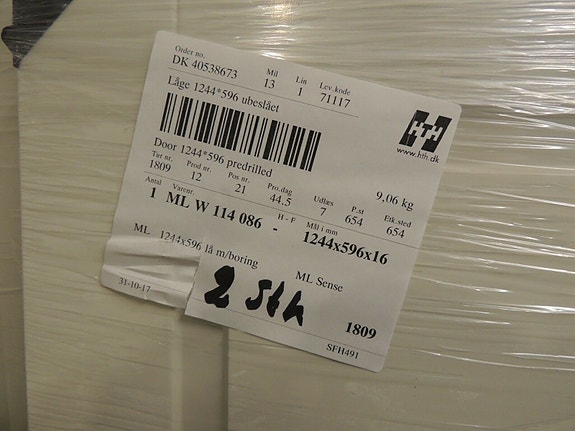 Order no. Mil Lin Lev. kode
DK 40538673 13 1 71117
Låge 1244*596 ubeslået
HTH
www.hth.dk
Door 1244*596 predrilled 9,06 kg
Tur nr. Prod nr. Pos nr. Pro.dag Udlæs P.st Etk.sted
1809 12 21 44.5 7 654 654
Antal Varenr. H - F Mål i mm
1 ML W 114 086 - 1244x596x16
ML 1244x596 lå m/boring ML Sense
31-10-17 2 Stk 1809
SFH491